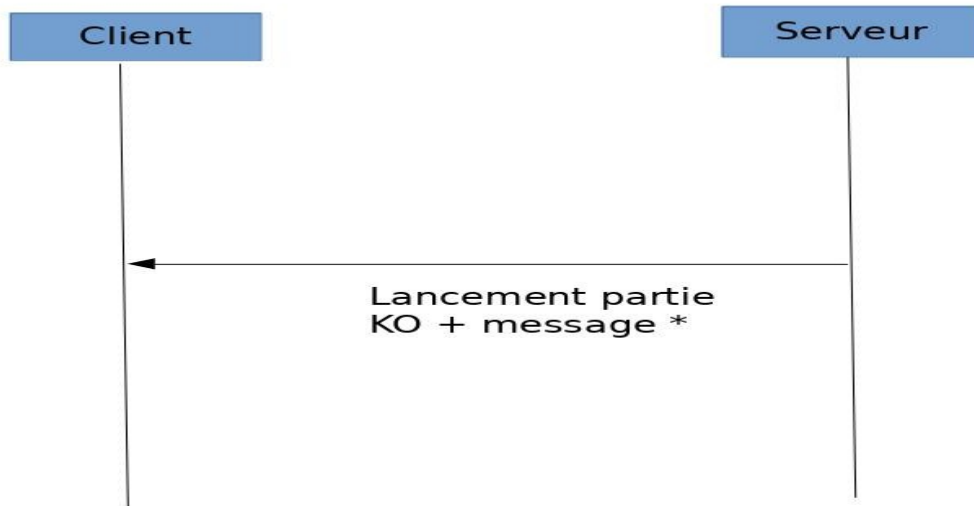 Client
Serveur
Lancement partie
KO + message *